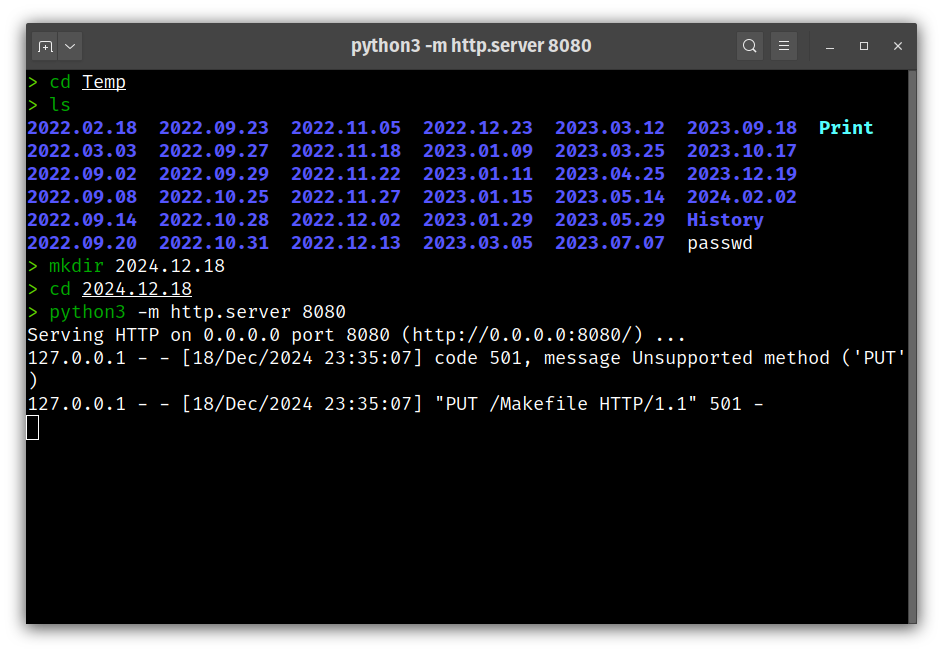 python3 -m http.server 8080
> cd Temp
> ls
2022.02.18  2022.09.23  2022.11.05  2022.12.23  2023.03.12  2023.09.18  Print
2022.03.03  2022.09.27  2022.11.18  2023.01.09  2023.03.25  2023.10.17
2022.09.02  2022.09.29  2022.11.22  2023.01.11  2023.04.25  2023.12.19
2022.09.08  2022.10.25  2022.11.27  2023.01.15  2023.05.14  2024.02.02
2022.09.14  2022.10.28  2022.12.02  2023.01.29  2023.05.29  History
2022.09.20  2022.10.31  2022.12.13  2023.03.05  2023.07.07  passwd
> mkdir 2024.12.18
> cd 2024.12.18
> python3 -m http.server 8080
Serving HTTP on 0.0.0.0 port 8080 (http://0.0.0.0:8080/) ...
127.0.0.1 - - [18/Dec/2024 23:35:07] code 501, message Unsupported method ('PUT'
)
127.0.0.1 - - [18/Dec/2024 23:35:07] "PUT /Makefile HTTP/1.1" 501 -